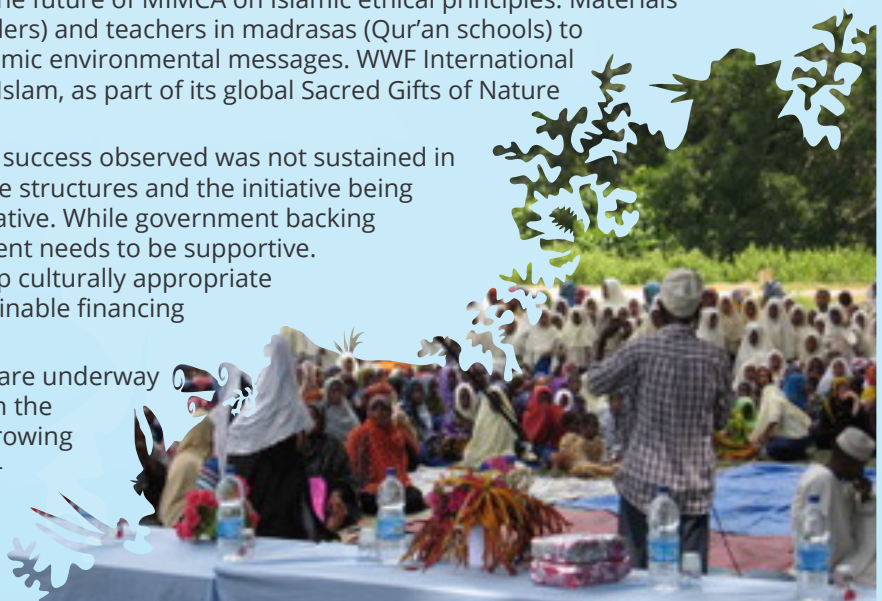 the future of MIMCA on Islamic ethical principles. Materials
ders) and teachers in madrasas (Qur’an schools) to
mic environmental messages. WWF International
Islam, as part of its global Sacred Gifts of Nature
success observed was not sustained in
e structures and the initiative being
ative. While government backing
ent needs to be supportive.
p culturally appropriate
inable financing
are underway
n the
rowing